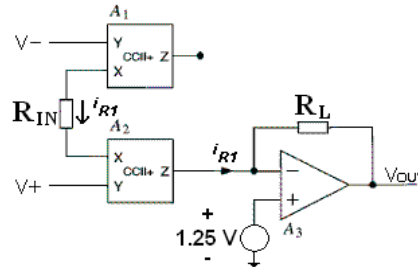 A1
V-
Y
X
CCII+
Z
RIN
iR1
A2
X
Y
CCII+
Z
V+
iR1
RL
−
+
A3
VOUT
+
1.25 V
-